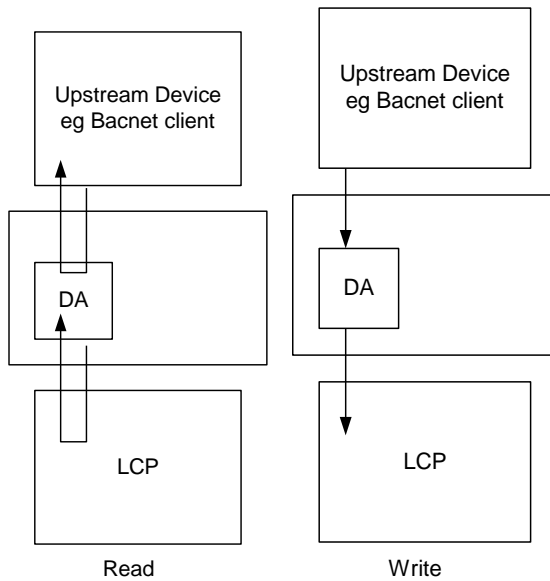 Upstream Device
eg Bacnet client
DA
LCP
Read
Upstream Device
eg Bacnet client
DA
LCP
Write